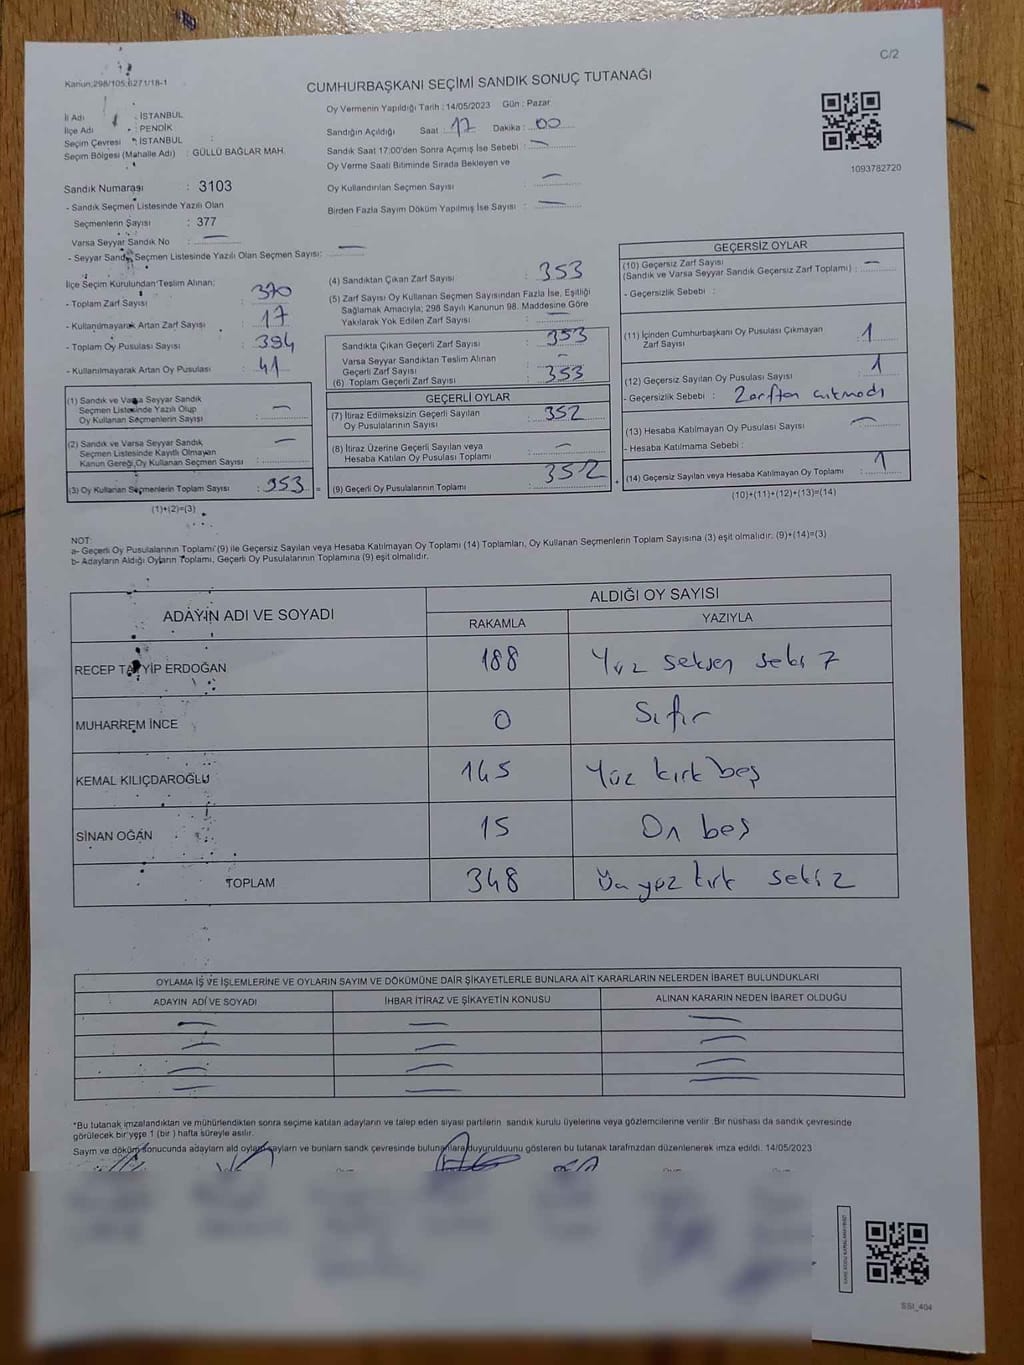 C/2
Kanun:298/105,6271/18-1
CUMHURBAŞKANI SEÇİMİ SANDIK SONUÇ TUTANAĞI
İl Adı : İSTANBUL
İlçe Adı : PENDİK
Seçim Çevresi : İSTANBUL
Seçim Bölgesi (Mahalle Adı) : GÜLLÜ BAĞLAR MAH.
Oy Vermenin Yapıldığı Tarih : 14/05/2023 Gün : Pazar
Sandığın Açıldığı Saat : 17 Dakika : 00
Sandık Saat 17:00'den Sonra Açımış İse Sebebi : —
Oy Verme Saati Bitiminde Sırada Bekleyen ve
Oy Kullandırılan Seçmen Sayısı : —
Birden Fazla Sayım Döküm Yapılmış İse Sayısı : —
1093782720
Sandık Numarası : 3103
- Sandık Seçmen Listesinde Yazılı Olan
Seçmenlerin Sayısı : 377
Varsa Seyyar Sandık No : —
- Seyyar Sandık Seçmen Listesinde Yazılı Olan Seçmen Sayısı: —
İlçe Seçim Kurulundan Teslim Alınan:
- Toplam Zarf Sayısı : 370
- Kullanılmayarak Artan Zarf Sayısı : 17
- Toplam Oy Pusulası Sayısı : 394
- Kullanılmayarak Artan Oy Pusulası : 41
(1) Sandık ve Varsa Seyyar Sandık
Seçmen Listesinde Yazılı Olup
Oy Kullanan Seçmenlerin Sayısı : —
(2) Sandık ve Varsa Seyyar Sandık
Seçmen Listesinde Kayıtlı Olmayan
Kanun Gereği Oy Kullanan Seçmen Sayısı : —
(3) Oy Kullanan Seçmenlerin Toplam Sayısı : 353 =
(1)+(2)=(3)
(4) Sandıktan Çıkan Zarf Sayısı : 353
(5) Zarf Sayısı Oy Kullanan Seçmen Sayısından Fazla İse, Eşitliği
Sağlamak Amacıyla; 298 Sayılı Kanunun 98. Maddesine Göre
Yakılarak Yok Edilen Zarf Sayısı : —
Sandıkta Çıkan Geçerli Zarf Sayısı : 353
Varsa Seyyar Sandıktan Teslim Alınan
Geçerli Zarf Sayısı : —
(6) Toplam Geçerli Zarf Sayısı : 353
GEÇERLİ OYLAR
(7) İtiraz Edilmeksizin Geçerli Sayılan
Oy Pusulalarının Sayısı : 352
(8) İtiraz Üzerine Geçerli Sayılan veya
Hesaba Katılan Oy Pusulası Toplamı : —
(9) Geçerli Oy Pusulalarının Toplamı : 352 +
GEÇERSİZ OYLAR
(10) Geçersiz Zarf Sayısı
(Sandık ve Varsa Seyyar Sandık Geçersiz Zarf Toplamı) : —
- Geçersizlik Sebebi :
(11) İçinden Cumhurbaşkanı Oy Pusulası Çıkmayan
Zarf Sayısı : 1
(12) Geçersiz Sayılan Oy Pusulası Sayısı : 1
- Geçersizlik Sebebi : Zarftan çıkmadı
(13) Hesaba Katılmayan Oy Pusulası Sayısı : —
- Hesaba Katılmama Sebebi :
(14) Geçersiz Sayılan veya Hesaba Katılmayan Oy Toplamı : 1
(10)+(11)+(12)+(13)=(14)
NOT:
a- Geçerli Oy Pusulalarının Toplamı (9) ile Geçersiz Sayılan veya Hesaba Katılmayan Oy Toplamı (14) Toplamları, Oy Kullanan Seçmenlerin Toplam Sayısına (3) eşit olmalıdır. (9)+(14)=(3)
b- Adayların Aldığı Oyların Toplamı, Geçerli Oy Pusulalarının Toplamına (9) eşit olmalıdır.
ADAYIN ADI VE SOYADI
ALDIĞI OY SAYISI
RAKAMLA YAZIYLA
RECEP TAYYİP ERDOĞAN 188 Yüz seksen sekiz
MUHARREM İNCE 0 Sıfır
KEMAL KILIÇDAROĞLU 145 Yüz kırk beş
SİNAN OĞAN 15 On beş
TOPLAM 348 Üç yüz kırk sekiz
OYLAMA İŞ VE İŞLEMLERİNE VE OYLARIN SAYIM VE DÖKÜMÜNE DAİR ŞİKAYETLERLE BUNLARA AİT KARARLARIN NELERDEN İBARET BULUNDUKLARI
ADAYIN ADI VE SOYADI İHBAR İTİRAZ VE ŞİKAYETİN KONUSU ALINAN KARARIN NEDEN İBARET OLDUĞU
— — —
— — —
— — —
— — —
*Bu tutanak imzalandıktan ve mühürlendikten sonra seçime katılan adayların ve talep eden siyasi partilerin sandık kurulu üyelerine veya gözlemcilerine verilir .Bir nüshası da sandık çevresinde
görülecek bir yere 1 (bir ) hafta süreyle asılır.
Sayım ve döküm sonucunda adayların ald oyların sayların ve bunların sandk çevresinde bulunanlara duyurulduunu gösteren bu tutanak tarafmzdan düzenlenerek imza edildi. 14/05/2023
SSI_404